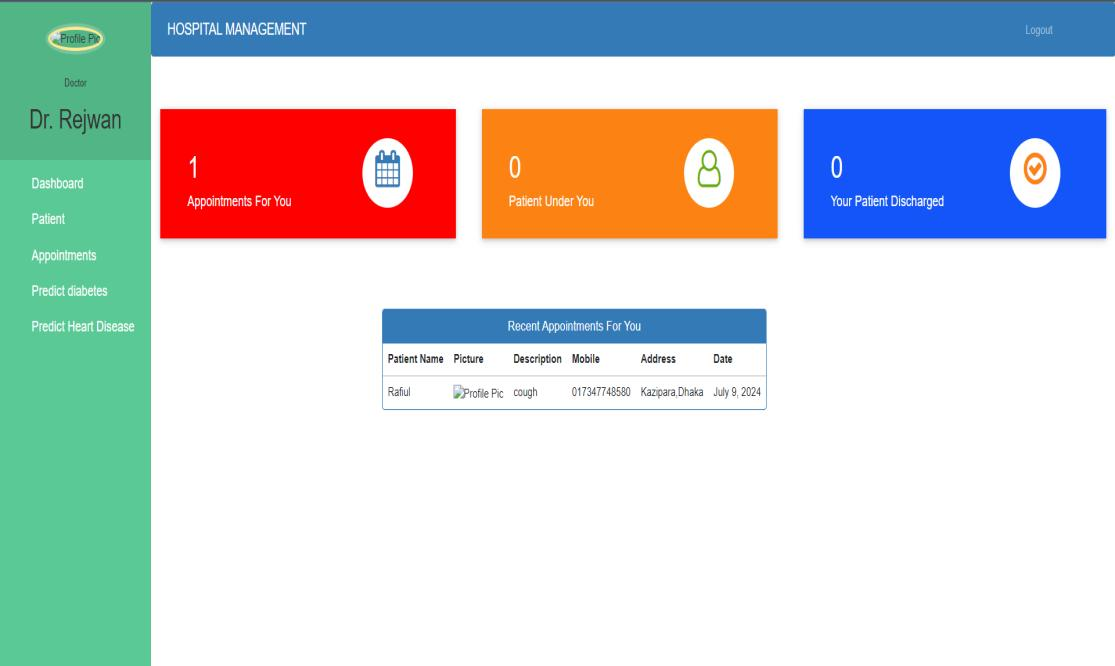 Profile Pic
Doctor
Dr. Rejwan
Dashboard
Patient
Appointments
Predict diabetes
Predict Heart Disease
HOSPITAL MANAGEMENT
Logout
1
Appointments For You
0
Patient Under You
0
Your Patient Discharged
Recent Appointments For You
Patient Name Picture Description Mobile Address Date
Rafiul Profile Pic cough 017347748580 Kazipara,Dhaka July 9, 2024